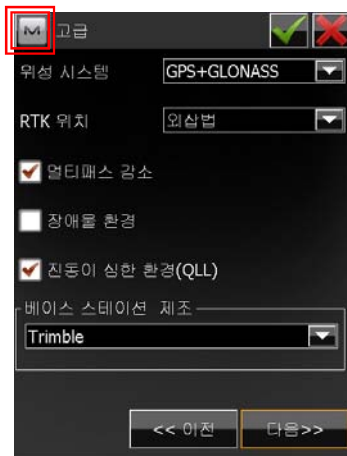 고급
위성 시스템 GPS+GLONASS
RTK 위치 외삽법
멀티패스 감소
장애물 환경
진동이 심한 환경(QLL)
베이스 스테이션 제조
Trimble
<< 이전 다음>>